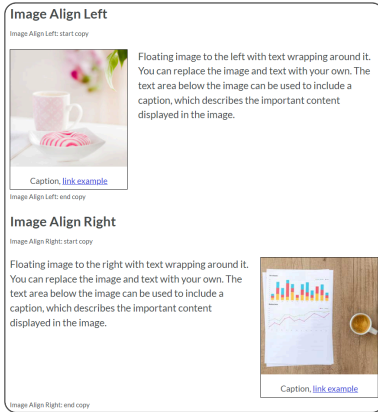 Image Align Left
Image Align Left: start copy
Floating image to the left with text wrapping around it.
You can replace the image and text with your own. The
text area below the image can be used to include a
caption, which describes the important content
displayed in the image.
Caption, link example
Image Align Left: end copy
Image Align Right
Image Align Right: start copy
Floating image to the right with text wrapping around it.
You can replace the image and text with your own. The
text area below the image can be used to include a
caption, which describes the important content
displayed in the image.
Caption, link example
Image Align Right: end copy